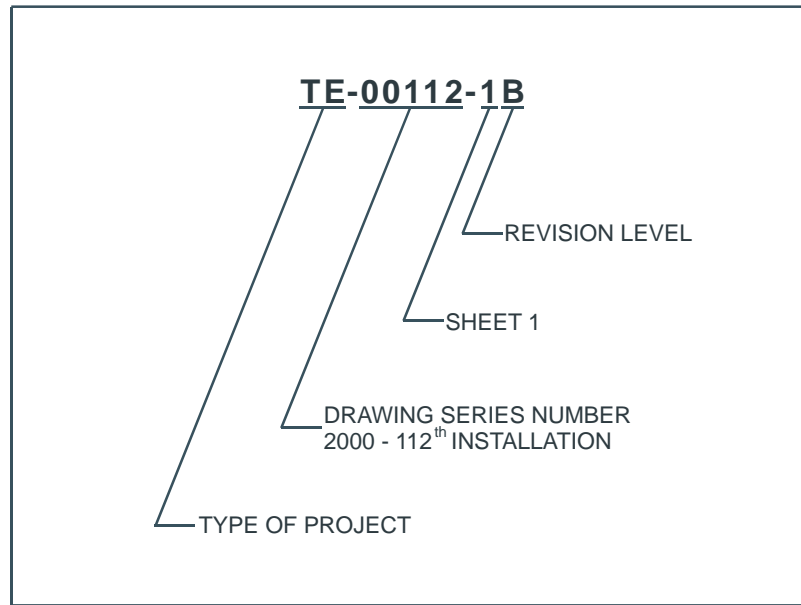 TE-00112-1B
REVISION LEVEL
SHEET 1
DRAWING SERIES NUMBER
2000 - 112th INSTALLATION
TYPE OF PROJECT